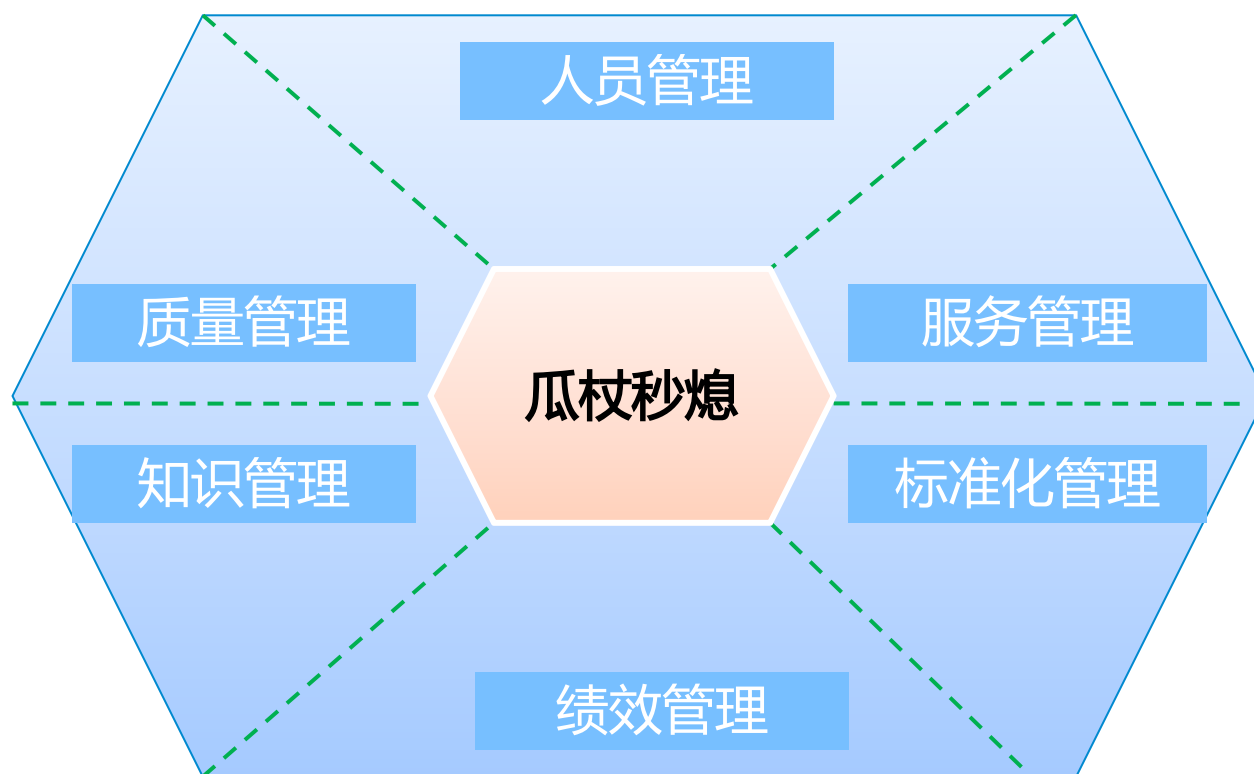 人员管理
质量管理
服务管理
瓜杖秒熄
知识管理
标准化管理
绩效管理